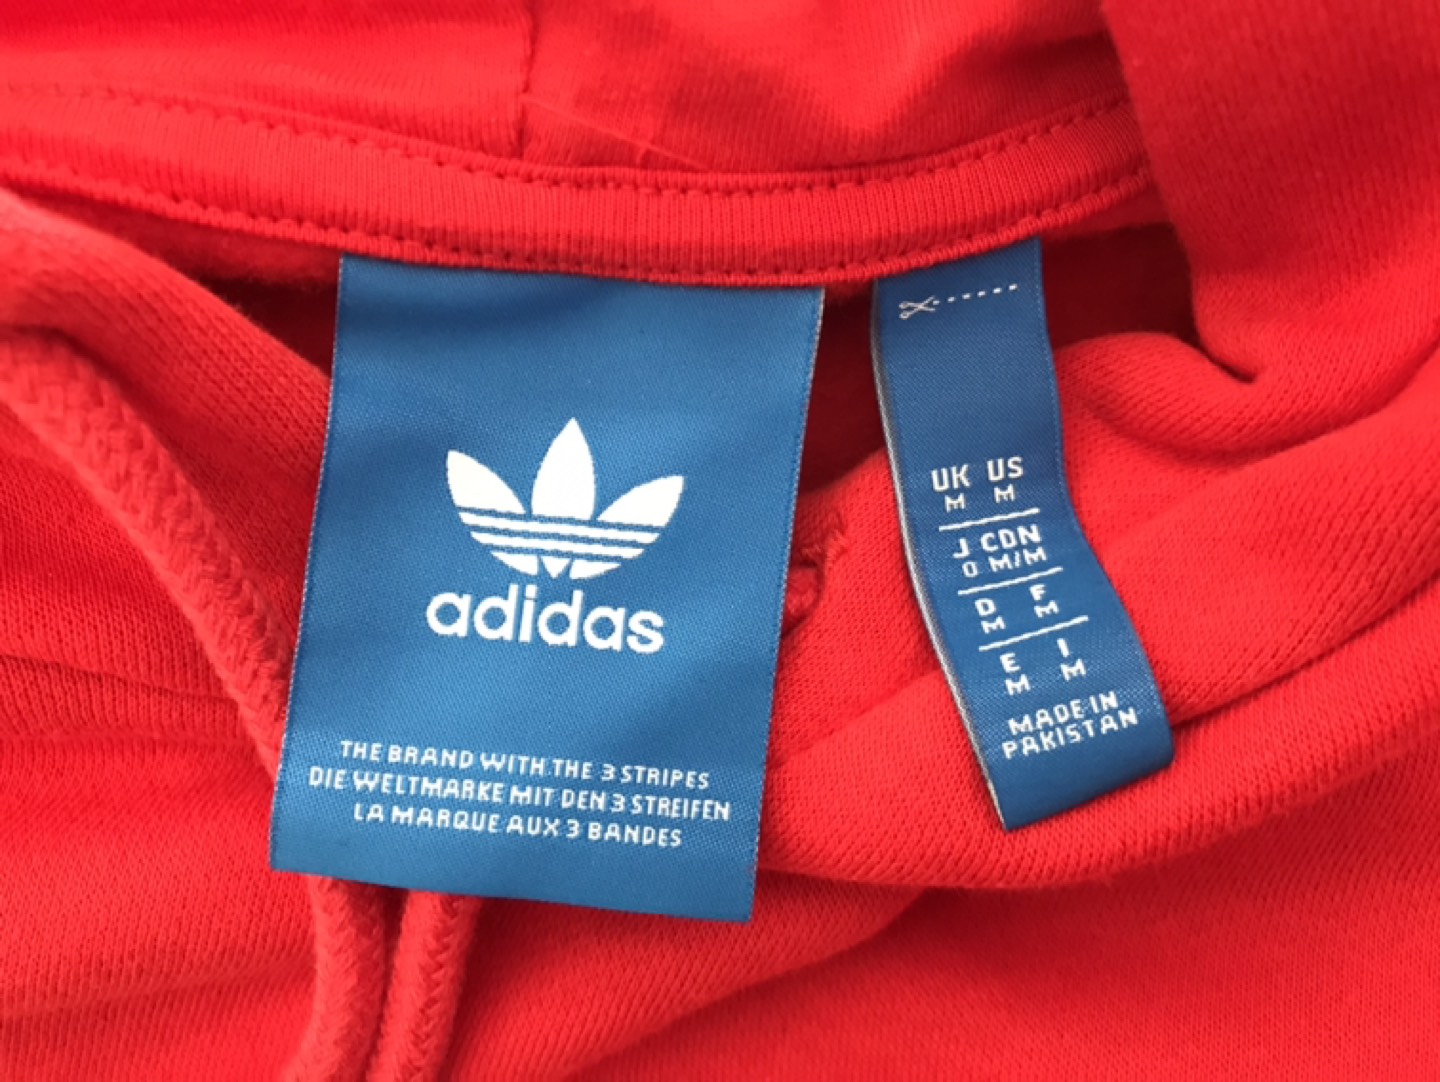 adidas
THE BRAND WITH THE 3 STRIPES
DIE WELTMARKE MIT DEN 3 STREIFEN
LA MARQUE AUX 3 BANDES
UK US
M M
J CDN
O M/M
D F
M M
E I
M M
MADE IN
PAKISTAN